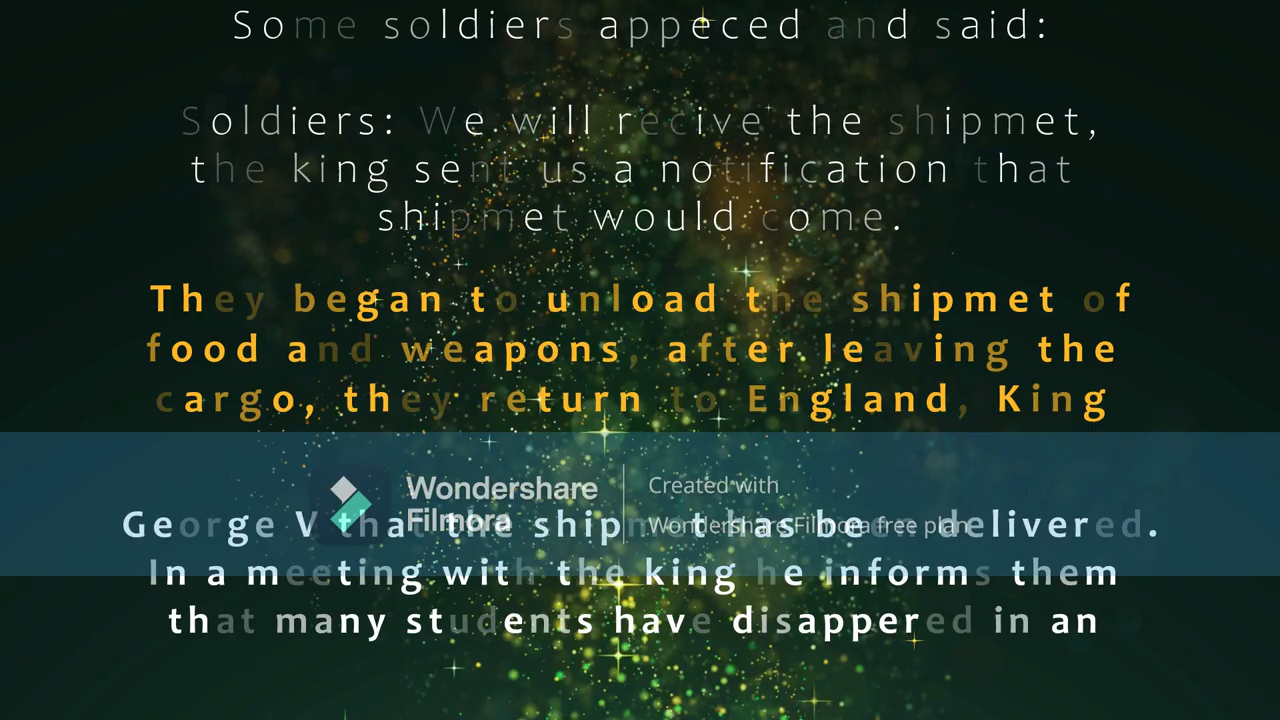 Some soldiers appeced and said:
Soldiers: We will recive the shipmet,
the king sent us a notification that
shipmet would come.
They began to unload the shipmet of
food and weapons, after leaving the
cargo, they return to England, King
Wondershare
Filmora
Created with
Wondershare Filmora free plan
George V that the shipmet has been delivered.
In a meeting with the king he informs them
that many students have disappered in an